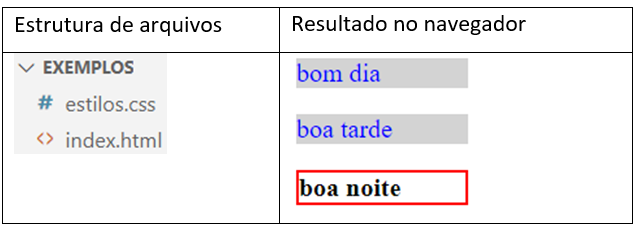 Estrutura de arquivos
Resultado no navegador
EXEMPLOS
# estilos.css
<> index.html
bom dia
boa tarde
boa noite